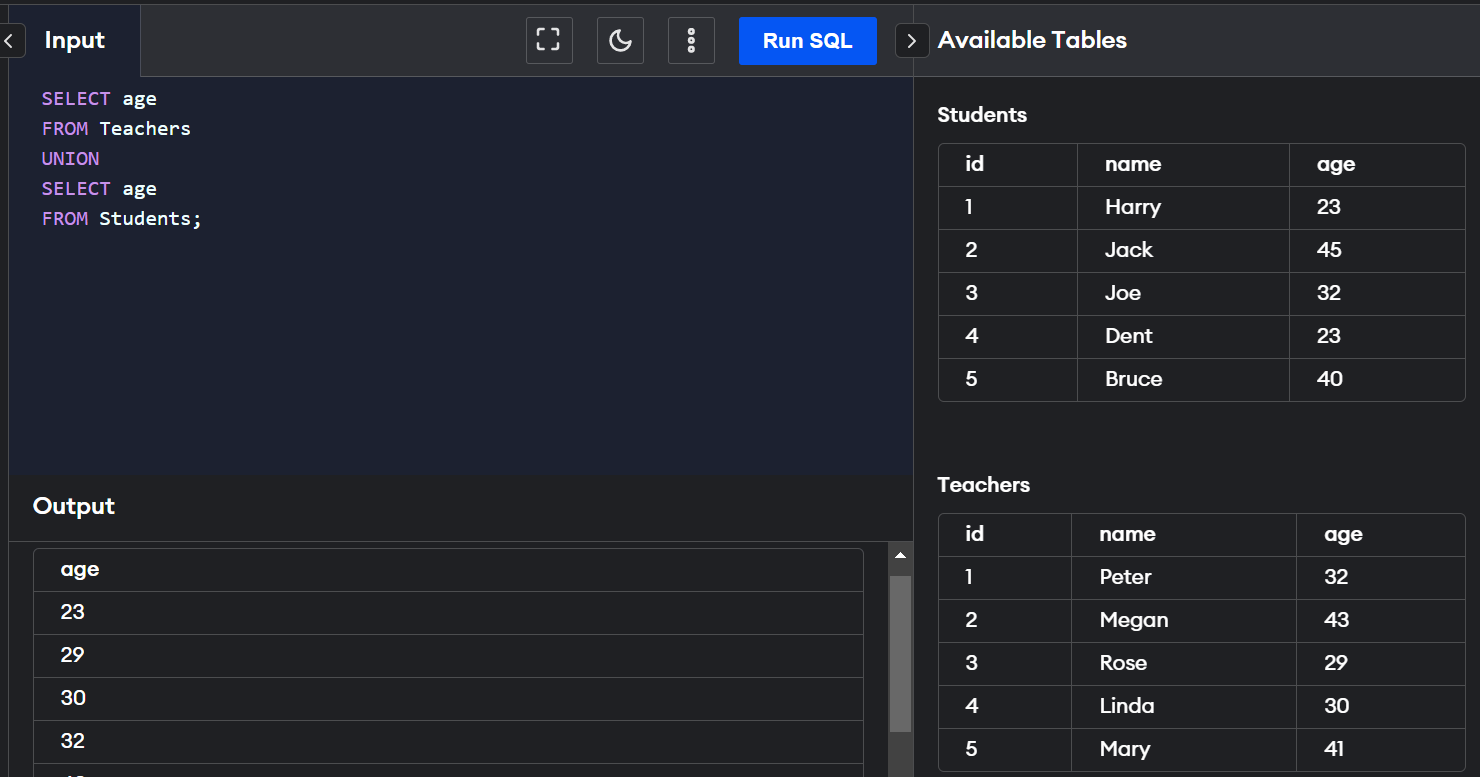 Input
Run SQL
SELECT age
FROM Teachers
UNION
SELECT age
FROM Students;
Output
age
23
29
30
32
Available Tables
Students
id name age
1 Harry 23
2 Jack 45
3 Joe 32
4 Dent 23
5 Bruce 40
Teachers
id name age
1 Peter 32
2 Megan 43
3 Rose 29
4 Linda 30
5 Mary 41